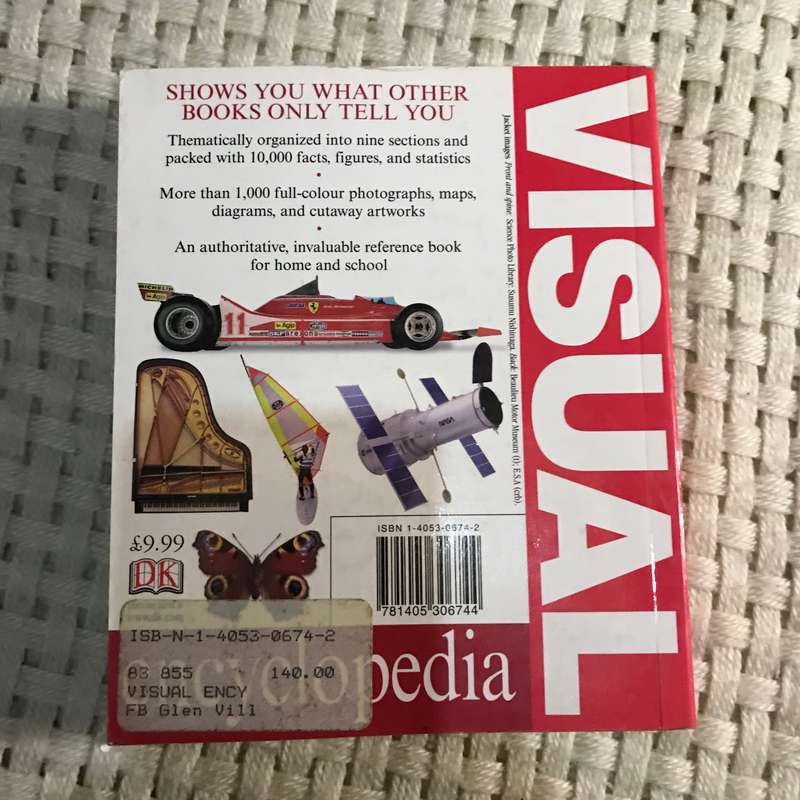 SHOWS YOU WHAT OTHER
BOOKS ONLY TELL YOU
Thematically organized into nine sections and
packed with 10,000 facts, figures, and statistics
•
More than 1,000 full-colour photographs, maps,
diagrams, and cutaway artworks
•
An authoritative, invaluable reference book
for home and school
MICHELIN
11
NASA
£9.99
DK
ISBN 1-4053-0674-2
781405 306744
ISB-N-1-4053-0674-2
83 855 140.00
VISUAL ENCY
FB Glen Vill
encyclopedia
VISUAL
Jacket images Front and spine: Science Photo Library: Susumu Nishinaga. Back: Beaulieu Motor Museum (t); E.S.A (crb).